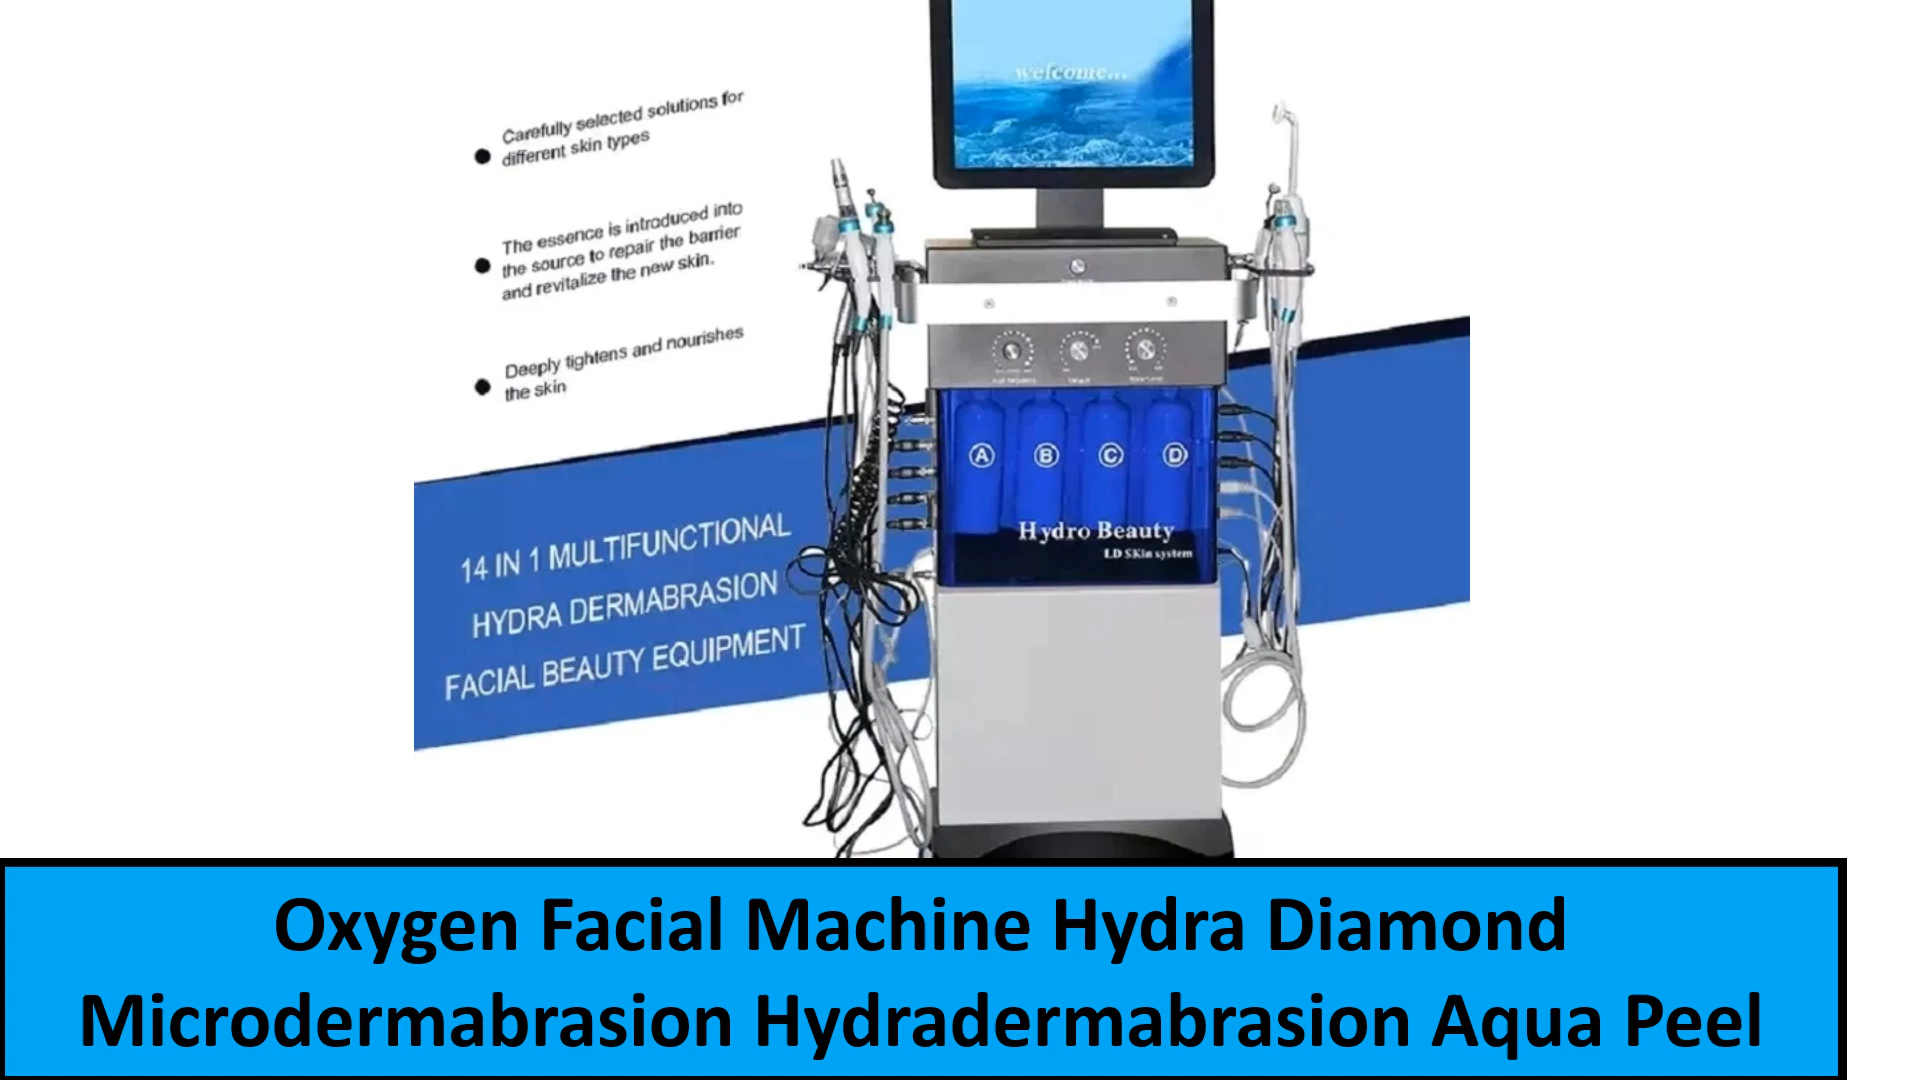 welcome...
Carefully selected solutions for
different skin types
The essence is introduced into
the source to repair the barrier
and revitalize the new skin.
Deeply tightens and nourishes
the skin
A B C D
Hydro Beauty
LD SKin system
14 IN 1 MULTIFUNCTIONAL
HYDRA DERMABRASION
FACIAL BEAUTY EQUIPMENT
Oxygen Facial Machine Hydra Diamond
Microdermabrasion Hydradermabrasion Aqua Peel